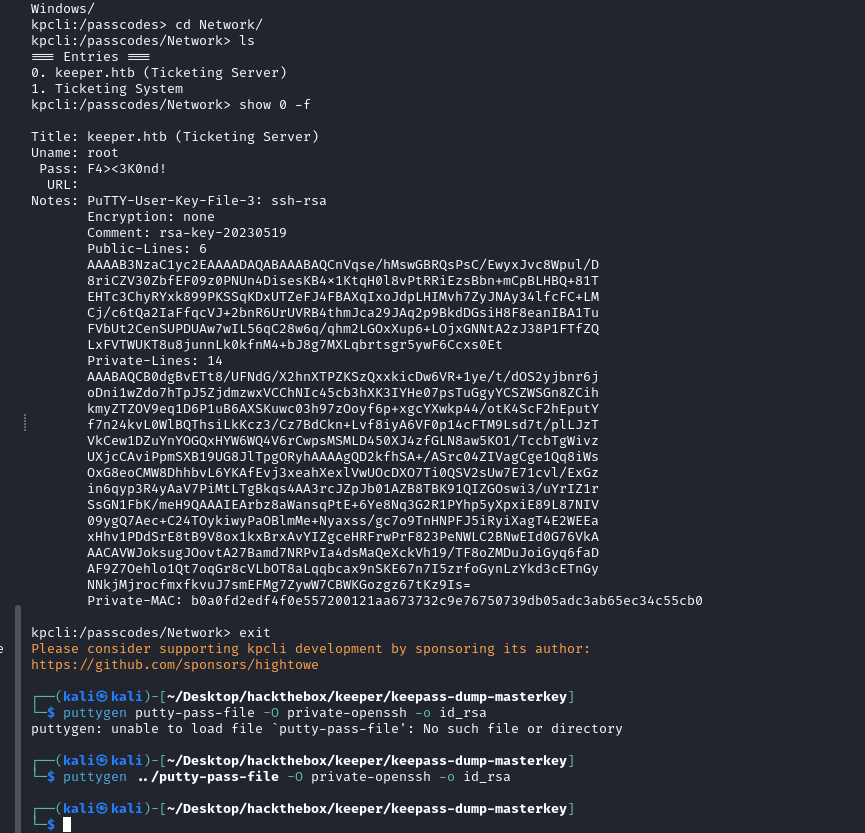 Windows/
kpcli:/passcodes> cd Network/
kpcli:/passcodes/Network> ls
=== Entries ===
0. keeper.htb (Ticketing Server)
1. Ticketing System
kpcli:/passcodes/Network> show 0 -f
Title: keeper.htb (Ticketing Server)
Uname: root
Pass: F4><3K0nd!
URL:
Notes: PuTTY-User-Key-File-3: ssh-rsa
Encryption: none
Comment: rsa-key-20230519
Public-Lines: 6
AAAAB3NzaC1yc2EAAAADAQABAAABAQCnVqse/hMswGBRQsPsC/EwyxJvc8Wpul/D
8riCZV30ZbfEF09z0PNUn4DisesKB4×1KtqH0l8vPtRRiEzsBbn+mCpBLHBQ+81T
EHTc3ChyRYxk899PKSSqKDxUTZeFJ4FBAXqIxoJdpLHIMvh7ZyJNAy34lfcFC+LM
Cj/c6tQa2IaFfqcVJ+2bnR6UrUVRB4thmJca29JAq2p9BkdDGsiH8F8eanIBA1Tu
FVbUt2CenSUPDUAw7wIL56qC28w6q/qhm2LGOxXup6+LOjxGNNtA2zJ38P1FTfZQ
LxFVTWUKT8u8junnLk0kfnM4+bJ8g7MXLqbrtsgr5ywF6Ccxs0Et
Private-Lines: 14
AAABAQCB0dgBvETt8/UFNdG/X2hnXTPZKSzQxxkicDw6VR+1ye/t/dOS2yjbnr6j
oDni1wZdo7hTpJ5ZjdmzwxVCChNIc45cb3hXK3IYHe07psTuGgyYCSZWSGn8ZCih
kmyZTZOV9eq1D6P1uB6AXSKuwc03h97zOoyf6p+xgcYXwkp44/otK4ScF2hEputY
f7n24kvL0WlBQThsiLkKcz3/Cz7BdCkn+Lvf8iyA6VF0p14cFTM9Lsd7t/plLJzT
VkCew1DZuYnYOGQxHYW6WQ4V6rCwpsMSMLD450XJ4zfGLN8aw5KO1/TccbTgWivz
UXjcCAviPpmSXB19UG8JlTpgORyhAAAAgQD2kfhSA+/ASrc04ZIVagCge1Qq8iWs
OxG8eoCMW8DhhbvL6YKAfEvj3xeahXexlVwUOcDXO7Ti0QSV2sUw7E71cvl/ExGz
in6qyp3R4yAaV7PiMtLTgBkqs4AA3rcJZpJb01AZB8TBK91QIZGOswi3/uYrIZ1r
SsGN1FbK/meH9QAAAIEArbz8aWansqPtE+6Ye8Nq3G2R1PYhp5yXpxiE89L87NIV
09ygQ7Aec+C24TOykiwyPaOBlmMe+Nyaxss/gc7o9TnHNPFJ5iRyiXagT4E2WEEa
xHhv1PDdSrE8tB9V8ox1kxBrxAvYIZgceHRFrwPrF823PeNWLC2BNwEId0G76VkA
AACAVWJoksugJOovtA27Bamd7NRPvIa4dsMaQeXckVh19/TF8oZMDuJoiGyq6faD
AF9Z7Oehlo1Qt7oqGr8cVLbOT8aLqqbcax9nSKE67n7I5zrfoGynLzYkd3cETnGy
NNkjMjrocfmxfkvuJ7smEFMg7ZywW7CBWKGozgz67tKz9Is=
Private-MAC: b0a0fd2edf4f0e557200121aa673732c9e76750739db05adc3ab65ec34c55cb0
kpcli:/passcodes/Network> exit
e
Please consider supporting kpcli development by sponsoring its author:
https://github.com/sponsors/hightowe
┌──(kali㉿kali)-[~/Desktop/hackthebox/keeper/keepass-dump-masterkey]
└─$ puttygen putty-pass-file -O private-openssh -o id_rsa
puttygen: unable to load file `putty-pass-file': No such file or directory
┌──(kali㉿kali)-[~/Desktop/hackthebox/keeper/keepass-dump-masterkey]
└─$ puttygen ../putty-pass-file -O private-openssh -o id_rsa
┌──(kali㉿kali)-[~/Desktop/hackthebox/keeper/keepass-dump-masterkey]
└─$